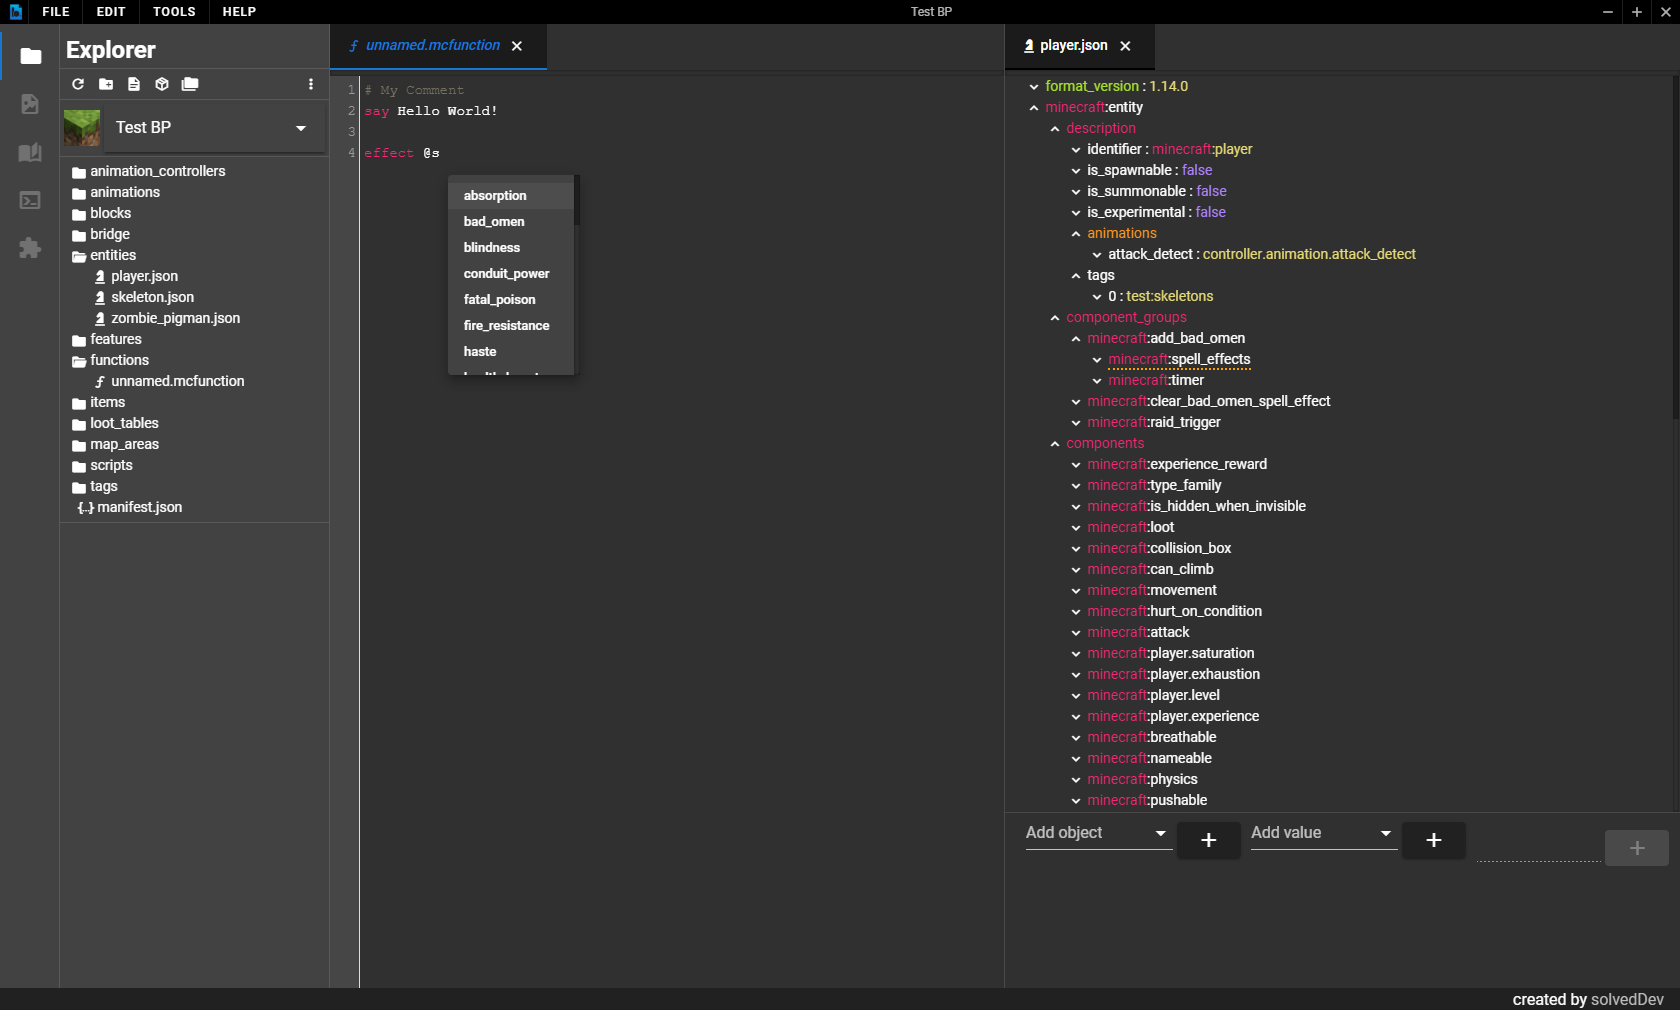 FILE EDIT TOOLS HELP
Test BP
Explorer
Test BP
animation_controllers
animations
blocks
bridge
entities
player.json
skeleton.json
zombie_pigman.json
features
functions
unnamed.mcfunction
items
loot_tables
map_areas
scripts
tags
{..} manifest.json
unnamed.mcfunction
1 # My Comment
2 say Hello World!
3
4 effect @s
absorption
bad_omen
blindness
conduit_power
fatal_poison
fire_resistance
haste
player.json
format_version : 1.14.0
minecraft:entity
description
identifier : minecraft:player
is_spawnable : false
is_summonable : false
is_experimental : false
animations
attack_detect : controller.animation.attack_detect
tags
0 : test:skeletons
component_groups
minecraft:add_bad_omen
minecraft:spell_effects
minecraft:timer
minecraft:clear_bad_omen_spell_effect
minecraft:raid_trigger
components
minecraft:experience_reward
minecraft:type_family
minecraft:is_hidden_when_invisible
minecraft:loot
minecraft:collision_box
minecraft:can_climb
minecraft:movement
minecraft:hurt_on_condition
minecraft:attack
minecraft:player.saturation
minecraft:player.exhaustion
minecraft:player.level
minecraft:player.experience
minecraft:breathable
minecraft:nameable
minecraft:physics
minecraft:pushable
Add object + Add value + +
created by solvedDev